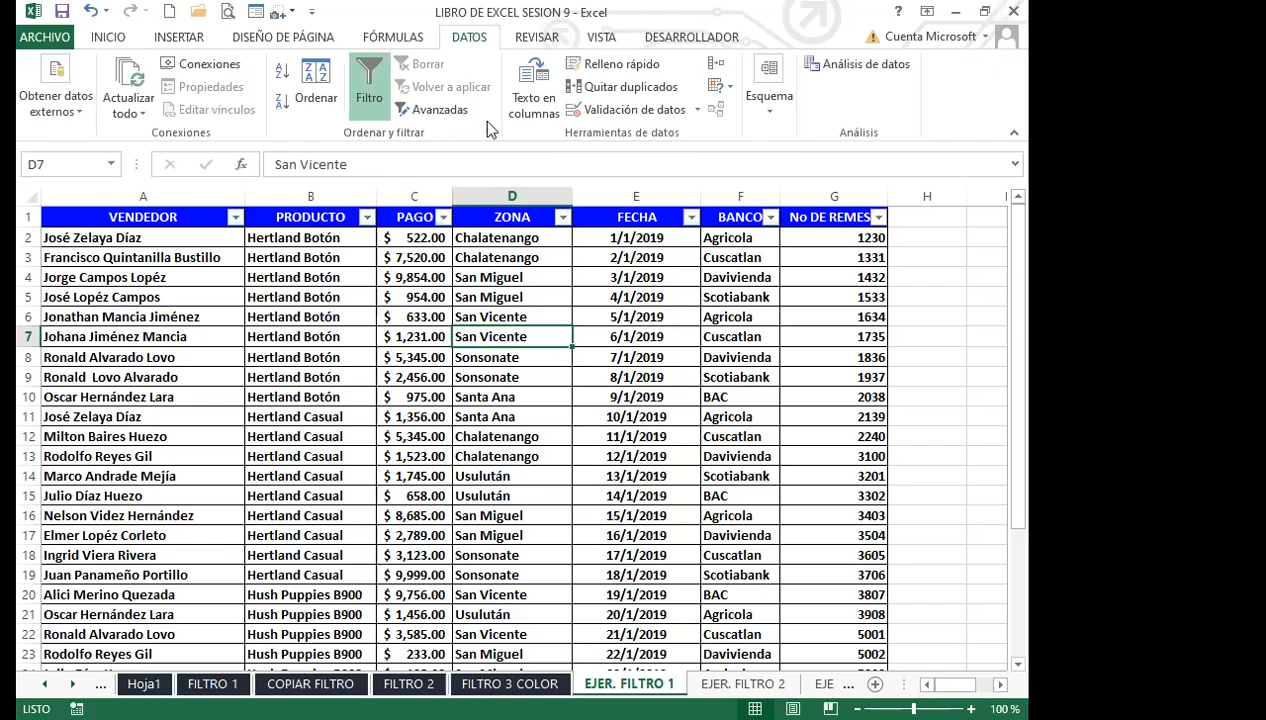 LIBRO DE EXCEL SESION 9 - Excel
ARCHIVO INICIO INSERTAR DISEÑO DE PÁGINA FÓRMULAS DATOS REVISAR VISTA DESARROLLADOR Cuenta Microsoft
Obtener datos externos
Actualizar todo
Conexiones
Propiedades
Editar vínculos
Conexiones
Ordenar
Filtro
Borrar
Volver a aplicar
Avanzadas
Ordenar y filtrar
Texto en columnas
Relleno rápido
Quitar duplicados
Validación de datos
Herramientas de datos
Esquema
Análisis de datos
Análisis
D7 fx San Vicente
A B C D E F G H I
1 VENDEDOR PRODUCTO PAGO ZONA FECHA BANCO No DE REMES
2 José Zelaya Díaz Hertland Botón $ 522.00 Chalatenango 1/1/2019 Agricola 1230
3 Francisco Quintanilla Bustillo Hertland Botón $ 7,520.00 Chalatenango 2/1/2019 Cuscatlan 1331
4 Jorge Campos Lopéz Hertland Botón $ 9,854.00 San Miguel 3/1/2019 Davivienda 1432
5 José Lopéz Campos Hertland Botón $ 954.00 San Miguel 4/1/2019 Scotiabank 1533
6 Jonathan Mancia Jiménez Hertland Botón $ 633.00 San Vicente 5/1/2019 Agricola 1634
7 Johana Jiménez Mancia Hertland Botón $ 1,231.00 San Vicente 6/1/2019 Cuscatlan 1735
8 Ronald Alvarado Lovo Hertland Botón $ 5,345.00 Sonsonate 7/1/2019 Davivienda 1836
9 Ronald  Lovo Alvarado Hertland Botón $ 2,456.00 Sonsonate 8/1/2019 Scotiabank 1937
10 Oscar Hernández Lara Hertland Botón $ 975.00 Santa Ana 9/1/2019 BAC 2038
11 José Zelaya Díaz Hertland Casual $ 1,356.00 Santa Ana 10/1/2019 Agricola 2139
12 Milton Baires Huezo Hertland Casual $ 5,345.00 Chalatenango 11/1/2019 Cuscatlan 2240
13 Rodolfo Reyes Gil Hertland Casual $ 1,523.00 Chalatenango 12/1/2019 Davivienda 3100
14 Marco Andrade Mejía Hertland Casual $ 1,745.00 Usulután 13/1/2019 Scotiabank 3201
15 Julio Díaz Huezo Hertland Casual $ 658.00 Usulután 14/1/2019 BAC 3302
16 Nelson Videz Hernández Hertland Casual $ 8,685.00 San Miguel 15/1/2019 Agricola 3403
17 Elmer Lopéz Corleto Hertland Casual $ 2,789.00 San Miguel 16/1/2019 Davivienda 3504
18 Ingrid Viera Rivera Hertland Casual $ 3,123.00 Sonsonate 17/1/2019 Cuscatlan 3605
19 Juan Panameño Portillo Hertland Casual $ 9,999.00 Sonsonate 18/1/2019 Scotiabank 3706
20 Alici Merino Quezada Hush Puppies B900 $ 9,756.00 San Vicente 19/1/2019 BAC 3807
21 Oscar Hernández Lara Hush Puppies B900 $ 1,456.00 Usulután 20/1/2019 Agricola 3908
22 Ronald Alvarado Lovo Hush Puppies B900 $ 3,585.00 San Vicente 21/1/2019 Cuscatlan 5001
23 Rodolfo Reyes Gil Hush Puppies B900 $ 233.00 San Miguel 22/1/2019 Davivienda 5002
... Hoja1 FILTRO 1 COPIAR FILTRO FILTRO 2 FILTRO 3 COLOR EJER. FILTRO 1 EJER. FILTRO 2 EJE ...
LISTO 100 %